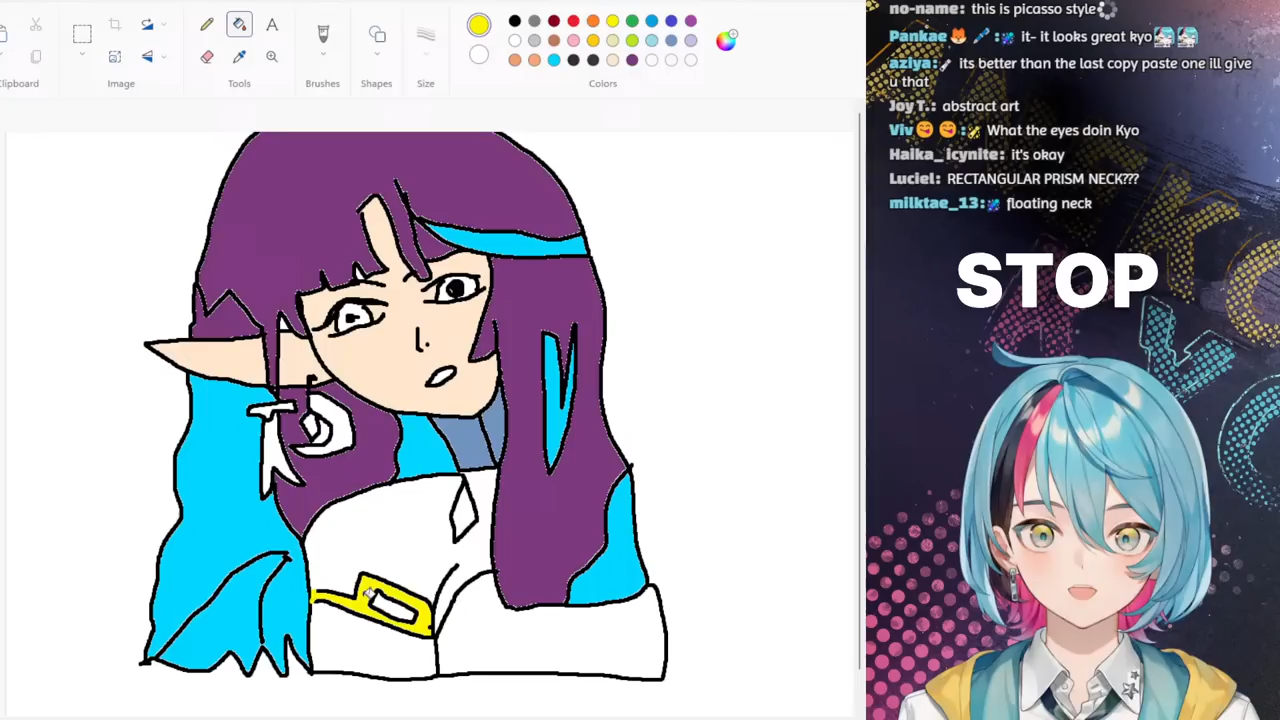 Clipboard
Image
Tools
Brushes
Shapes
Size
Colors
A
no-name: this is picasso style
Pankae: it- it looks great kyo
aziya: its better than the last copy paste one ill give
u that
Joy T.: abstract art
Viv: What the eyes doin Kyo
Haika_icynite: it's okay
Luciel: RECTANGULAR PRISM NECK???
milktae_13: floating neck
STOP